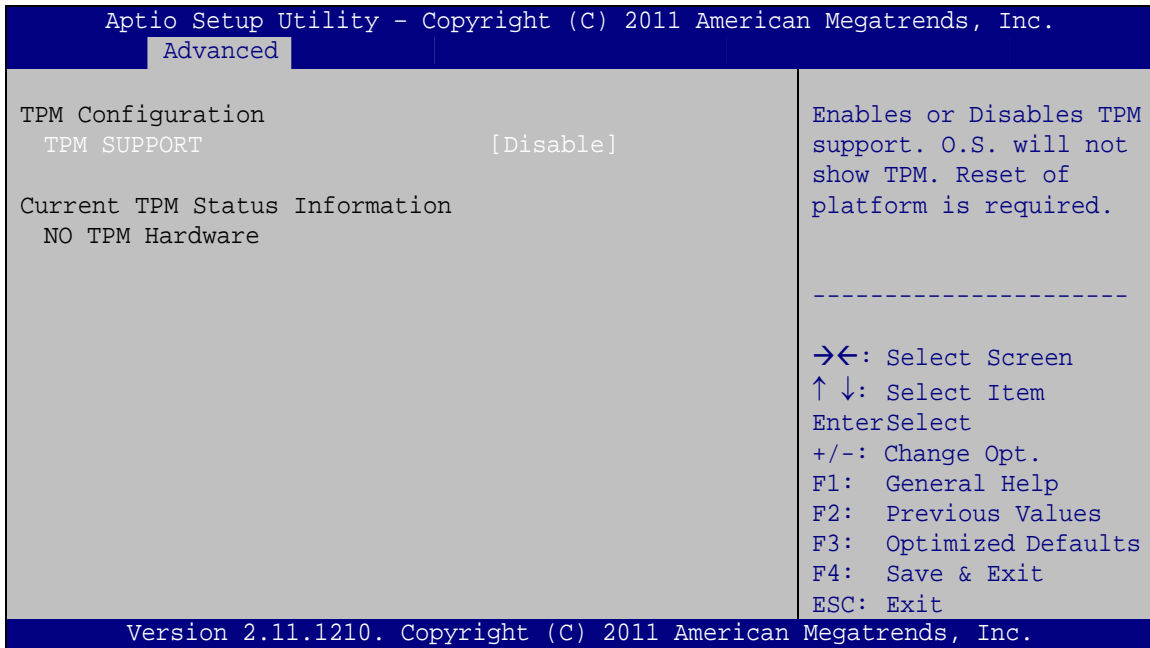 Aptio Setup Utility – Copyright (C) 2011 American Megatrends, Inc.
Advanced
TPM Configuration
TPM SUPPORT [Disable]
Current TPM Status Information
NO TPM Hardware
Enables or Disables TPM
support. O.S. will not
show TPM. Reset of
platform is required.
----------------------
→←: Select Screen
↑ ↓: Select Item
EnterSelect
+/-: Change Opt.
F1: General Help
F2: Previous Values
F3: Optimized Defaults
F4: Save & Exit
ESC: Exit
Version 2.11.1210. Copyright (C) 2011 American Megatrends, Inc.